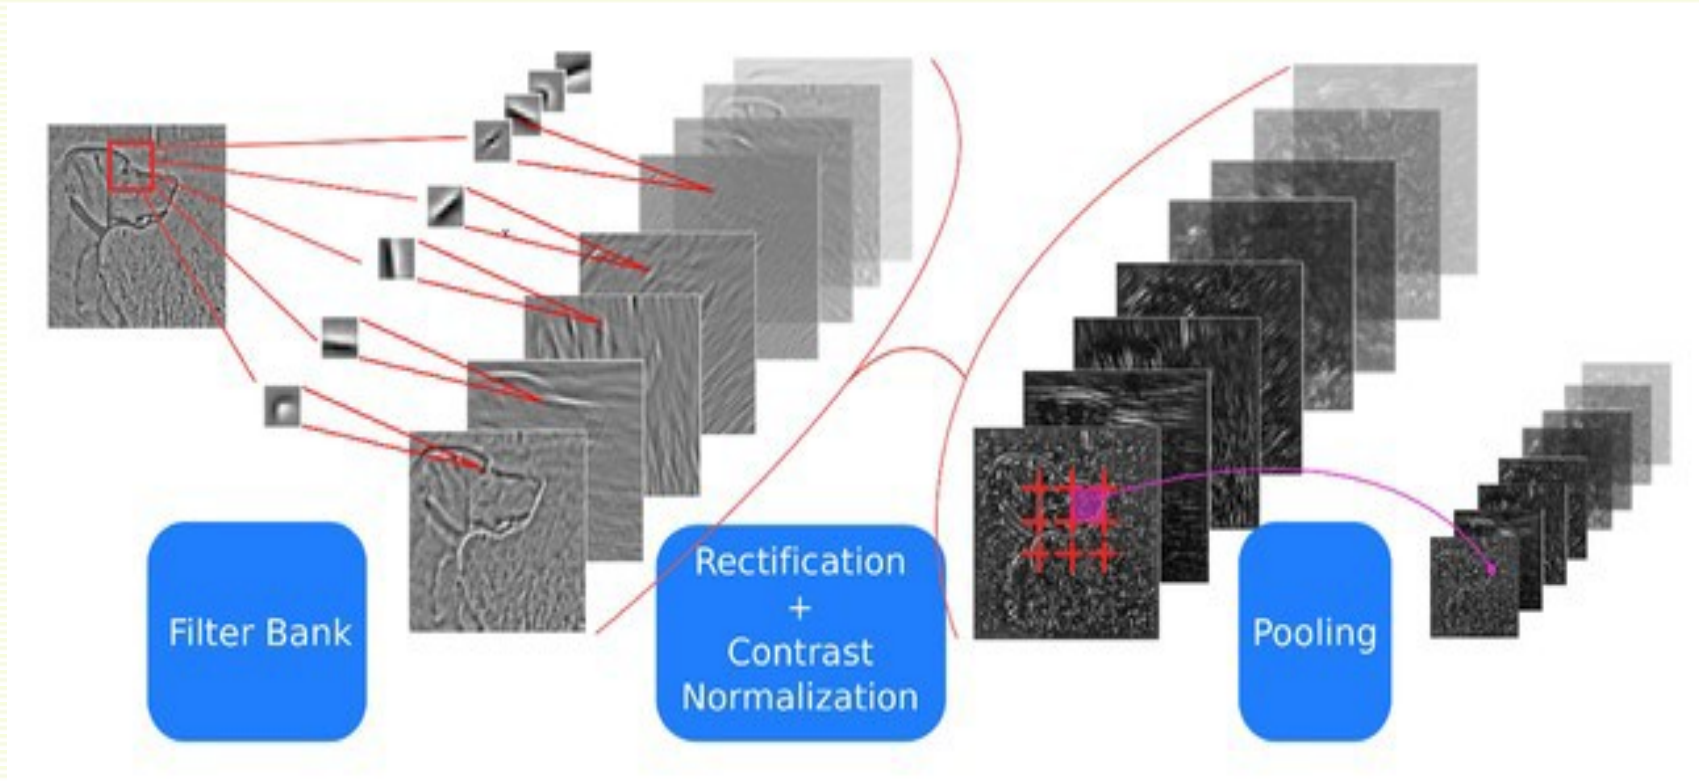 Filter Bank
Rectification
+
Contrast
Normalization
Pooling